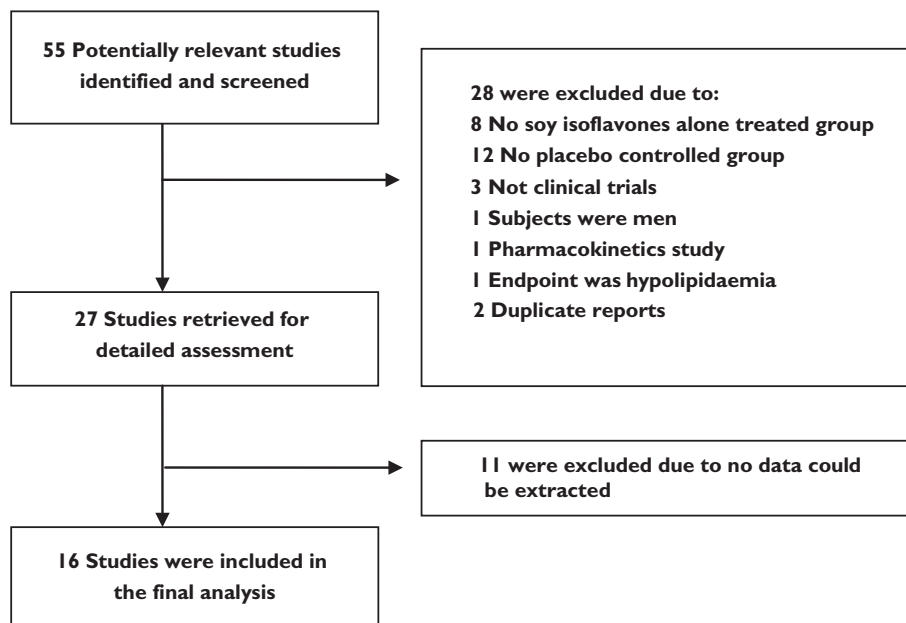 55 Potentially relevant studies
identified and screened
28 were excluded due to:
8 No soy isoflavones alone treated group
12 No placebo controlled group
3 Not clinical trials
1 Subjects were men
1 Pharmacokinetics study
1 Endpoint was hypolipidaemia
2 Duplicate reports
27 Studies retrieved for
detailed assessment
11 were excluded due to no data could
be extracted
16 Studies were included in
the final analysis